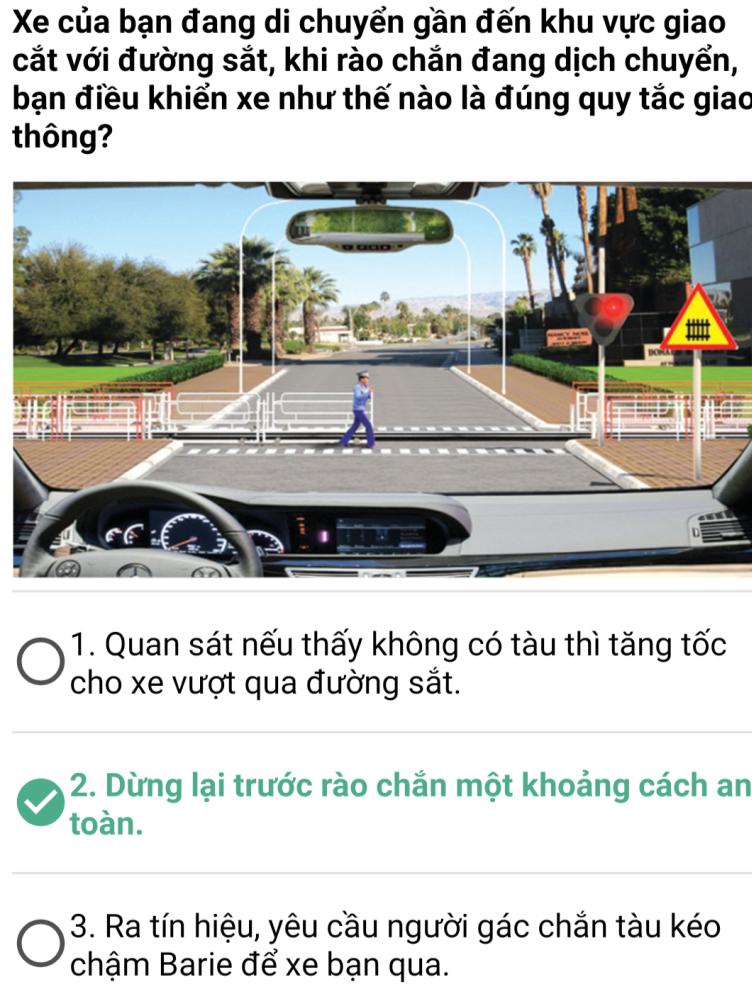 Xe của bạn đang di chuyển gần đến khu vực giao
cắt với đường sắt, khi rào chắn đang dịch chuyển,
bạn điều khiển xe như thế nào là đúng quy tắc giao
thông?
1. Quan sát nếu thấy không có tàu thì tăng tốc
cho xe vượt qua đường sắt.
2. Dừng lại trước rào chắn một khoảng cách an
toàn.
3. Ra tín hiệu, yêu cầu người gác chắn tàu kéo
chậm Barie để xe bạn qua.